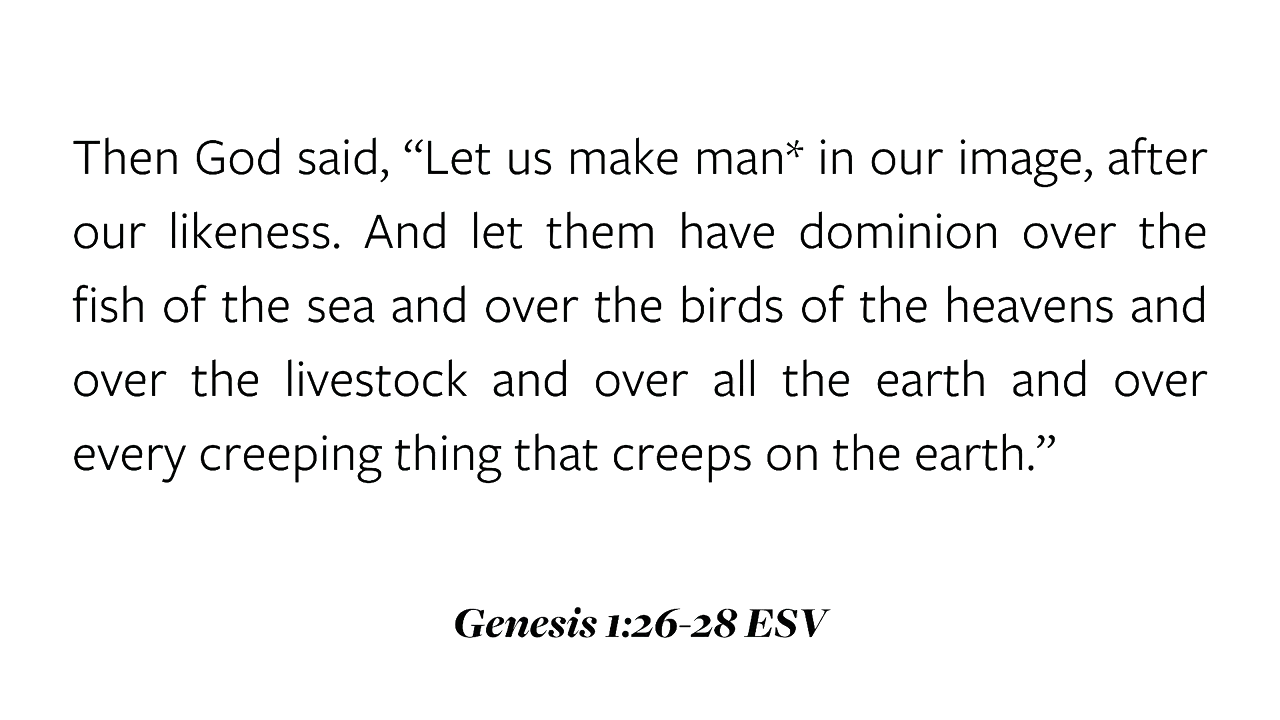 Then God said, “Let us make man* in our image, after
our likeness. And let them have dominion over the
fish of the sea and over the birds of the heavens and
over the livestock and over all the earth and over
every creeping thing that creeps on the earth.”
Genesis 1:26-28 ESV